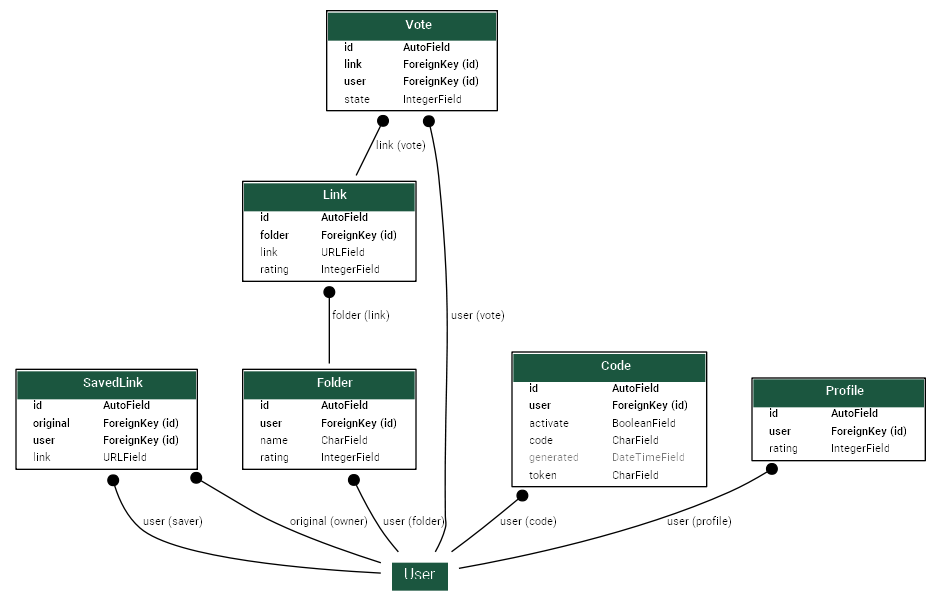 Vote
id AutoField
link ForeignKey (id)
user ForeignKey (id)
state IntegerField
link (vote)
Link
id AutoField
folder ForeignKey (id)
link URLField
rating IntegerField
folder (link)
user (vote)
SavedLink
id AutoField
original ForeignKey (id)
user ForeignKey (id)
link URLField
Folder
id AutoField
user ForeignKey (id)
name CharField
rating IntegerField
Code
id AutoField
user ForeignKey (id)
activate BooleanField
code CharField
generated DateTimeField
token CharField
Profile
id AutoField
user ForeignKey (id)
rating IntegerField
user (saver)
original (owner)
user (folder)
user (code)
user (profile)
User